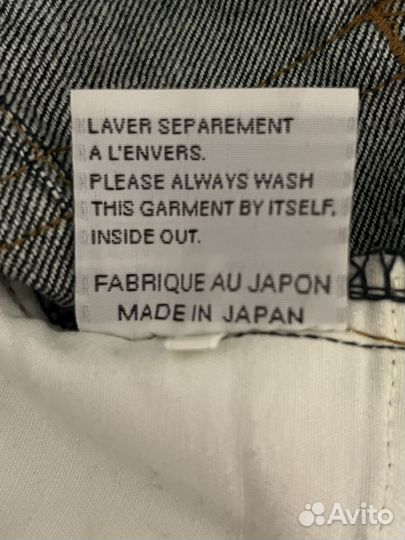 LAVER SEPAREMENT
A L'ENVERS.
PLEASE ALWAYS WASH
THIS GARMENT BY ITSELF,
INSIDE OUT.
FABRIQUE AU JAPON
MADE IN JAPAN
Avito